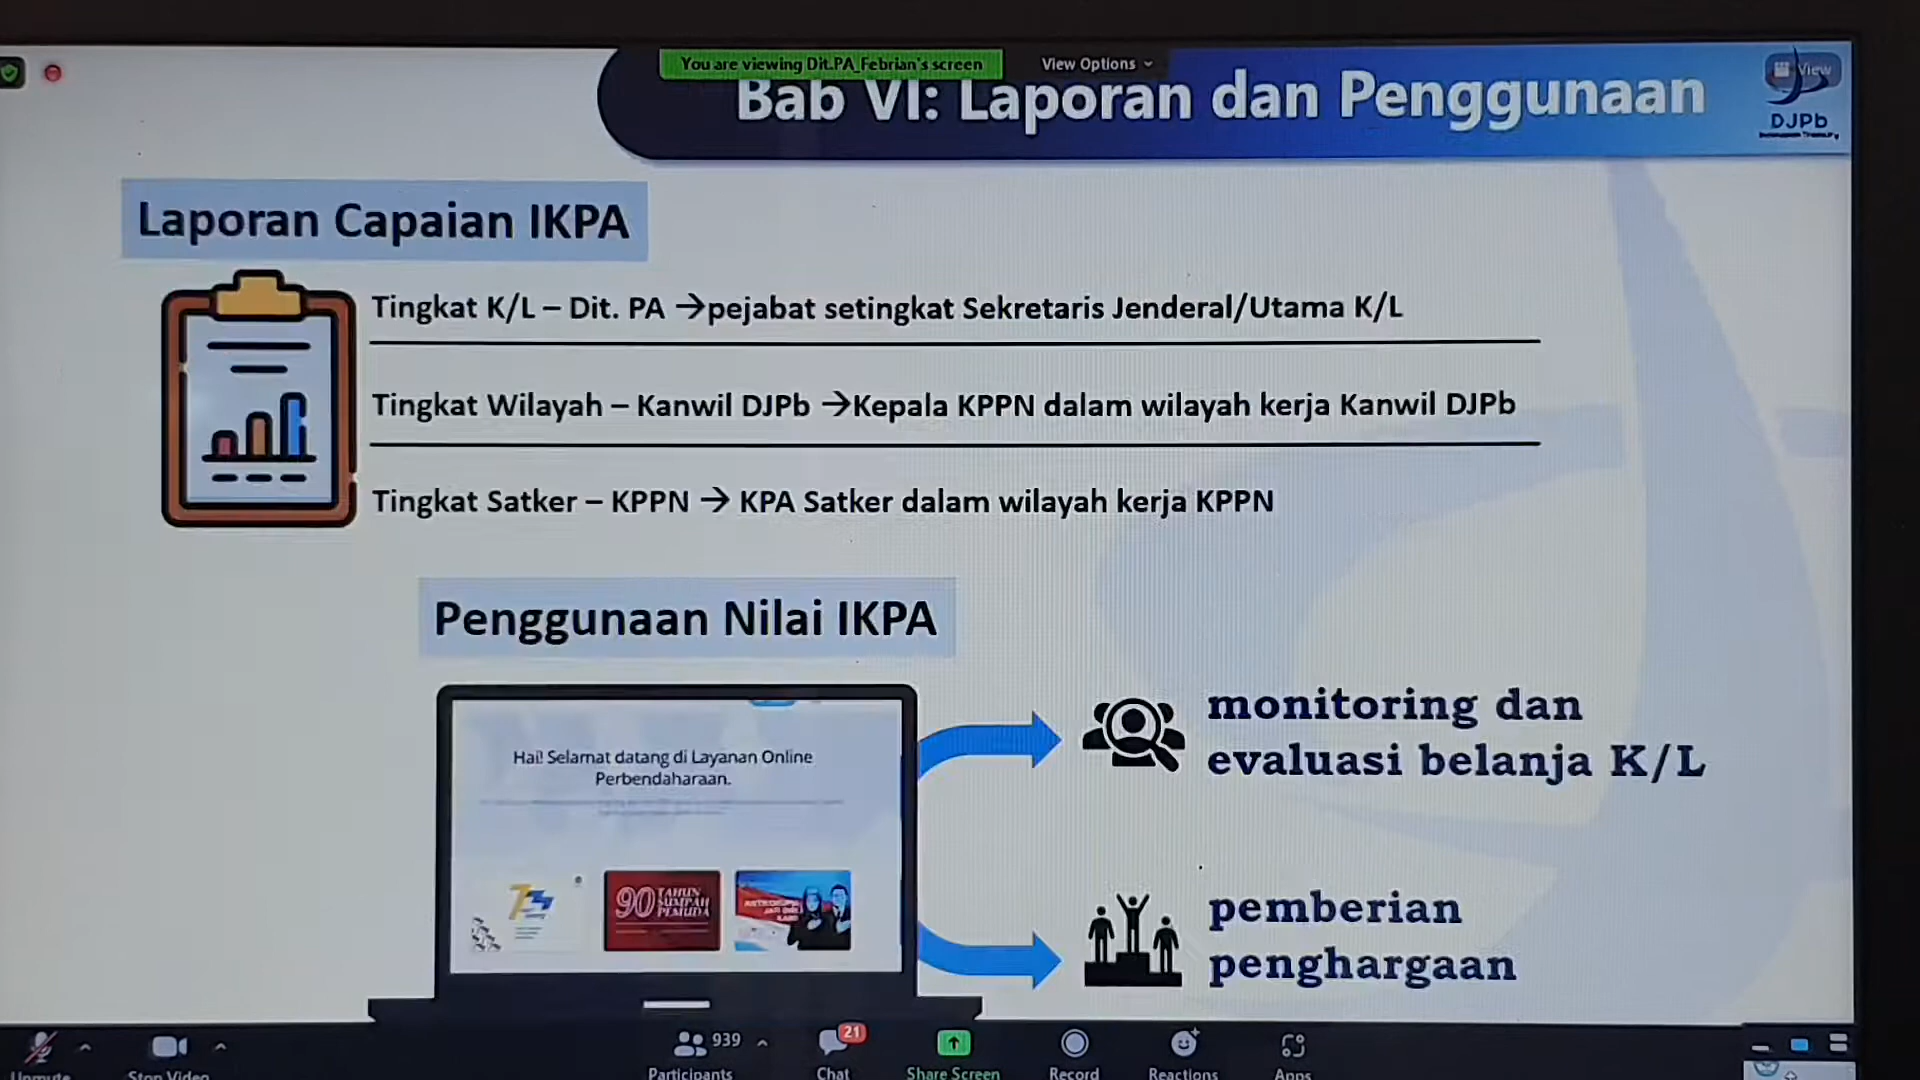 You are viewing Dit.PA_Febrian's screen
View Options
View
Bab VI: Laporan dan Penggunaan
DJPb
Laporan Capaian IKPA
Tingkat K/L – Dit. PA →pejabat setingkat Sekretaris Jenderal/Utama K/L
Tingkat Wilayah – Kanwil DJPb →Kepala KPPN dalam wilayah kerja Kanwil DJPb
Tingkat Satker – KPPN → KPA Satker dalam wilayah kerja KPPN
Penggunaan Nilai IKPA
Hai! Selamat datang di Layanan Online
Perbendaharaan.
90 TAHUN
SUMPAH
PEMUDA
monitoring dan
evaluasi belanja K/L
pemberian
penghargaan
939
21
Unmute
Stop Video
Participants
Chat
Share Screen
Record
Reactions
Apps